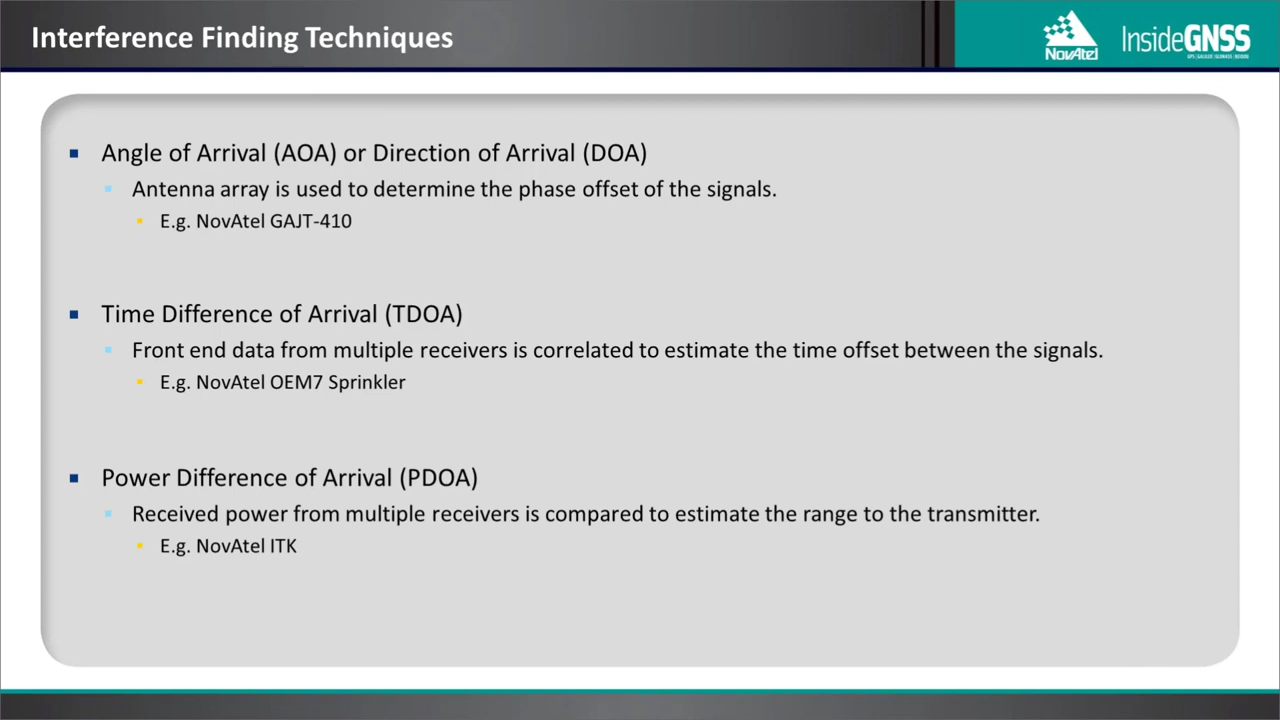 Interference Finding Techniques
NovAtel
InsideGNSS
Angle of Arrival (AOA) or Direction of Arrival (DOA)
Antenna array is used to determine the phase offset of the signals.
E.g. NovAtel GAJT-410
Time Difference of Arrival (TDOA)
Front end data from multiple receivers is correlated to estimate the time offset between the signals.
E.g. NovAtel OEM7 Sprinkler
Power Difference of Arrival (PDOA)
Received power from multiple receivers is compared to estimate the range to the transmitter.
E.g. NovAtel ITK